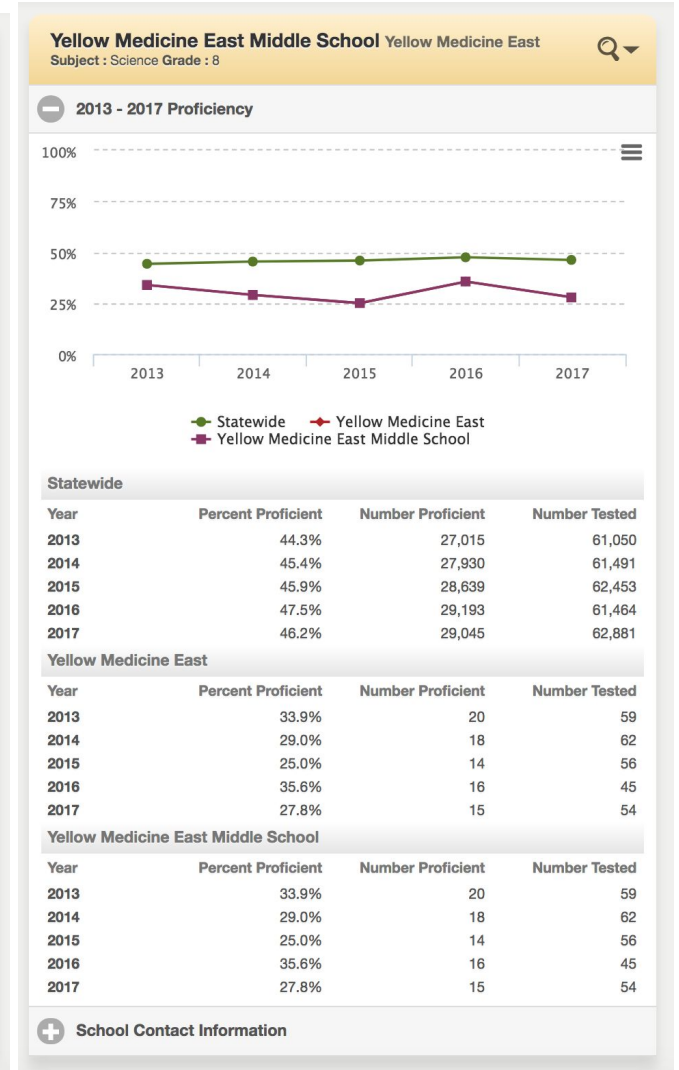 Yellow Medicine East Middle School Yellow Medicine East
Subject : Science Grade : 8
2013 - 2017 Proficiency
100%
75%
50%
25%
0%
2013 2014 2015 2016 2017
Statewide Yellow Medicine East
Yellow Medicine East Middle School
Statewide
Year Percent Proficient Number Proficient Number Tested
2013 44.3% 27,015 61,050
2014 45.4% 27,930 61,491
2015 45.9% 28,639 62,453
2016 47.5% 29,193 61,464
2017 46.2% 29,045 62,881
Yellow Medicine East
Year Percent Proficient Number Proficient Number Tested
2013 33.9% 20 59
2014 29.0% 18 62
2015 25.0% 14 56
2016 35.6% 16 45
2017 27.8% 15 54
Yellow Medicine East Middle School
Year Percent Proficient Number Proficient Number Tested
2013 33.9% 20 59
2014 29.0% 18 62
2015 25.0% 14 56
2016 35.6% 16 45
2017 27.8% 15 54
School Contact Information